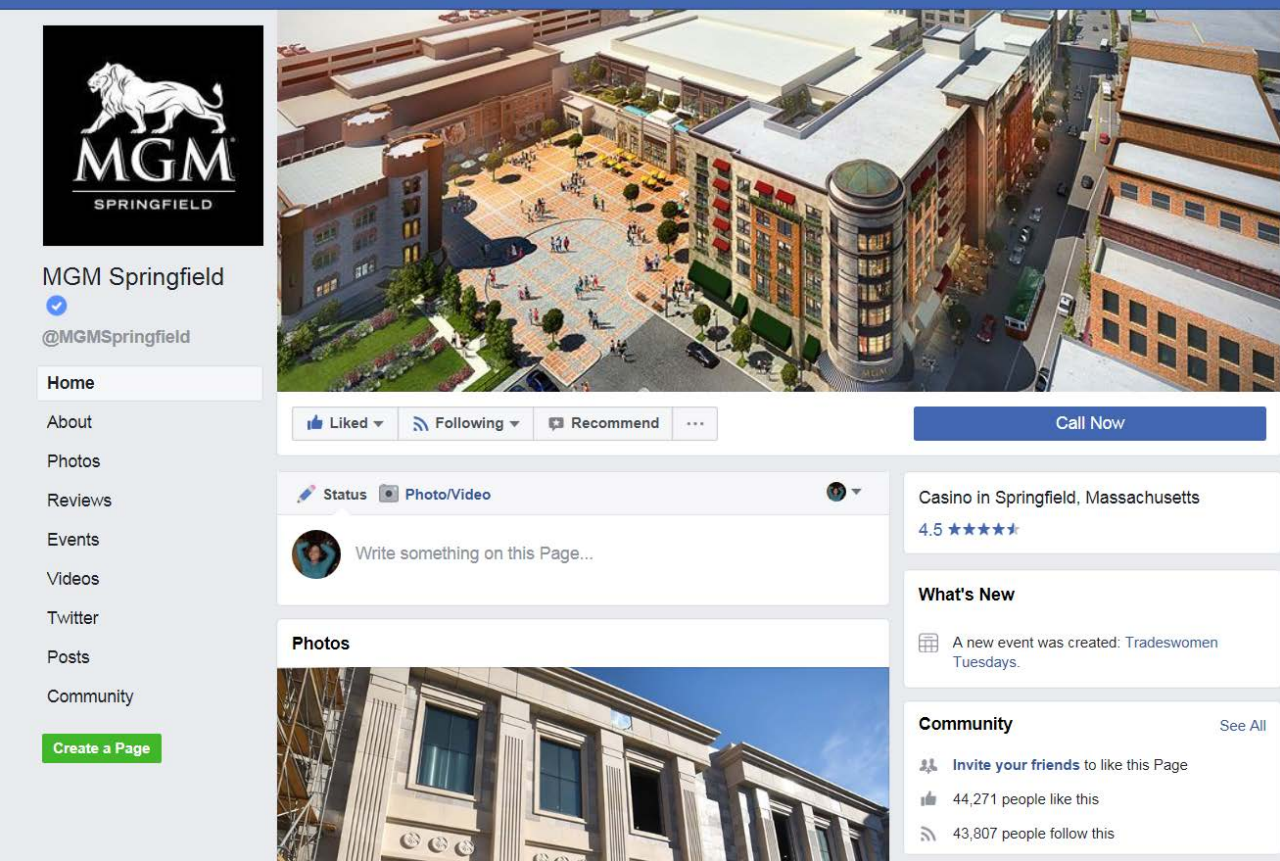 MGM
SPRINGFIELD
MGM Springfield
@MGMSpringfield
Home
About
Photos
Reviews
Events
Videos
Twitter
Posts
Community
Create a Page
MGM
Liked
Following
Recommend
...
Call Now
Status
Photo/Video
Write something on this Page...
Photos
Casino in Springfield, Massachusetts
4.5
What's New
A new event was created: Tradeswomen
Tuesdays.
Community
See All
Invite your friends to like this Page
44,271 people like this
43,807 people follow this